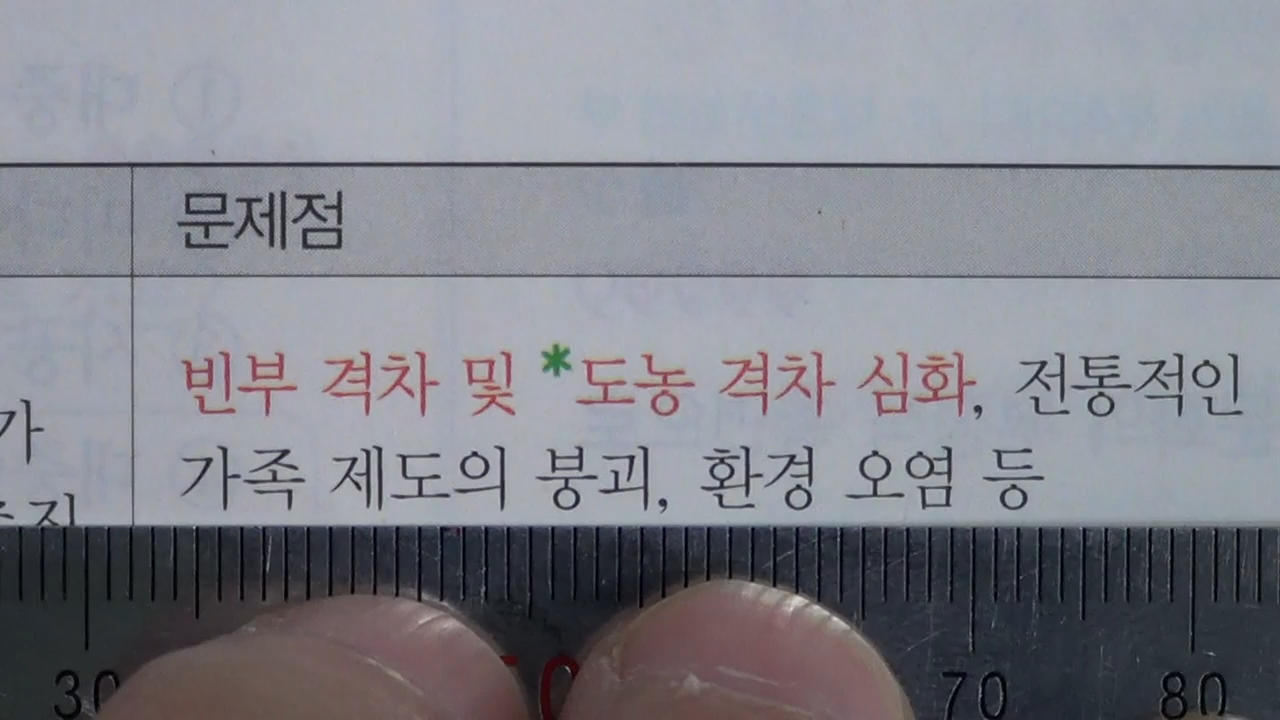 문제점
빈부 격차 및 *도농 격차 심화, 전통적인
가
가족 제도의 붕괴, 환경 오염 등
30 70 80